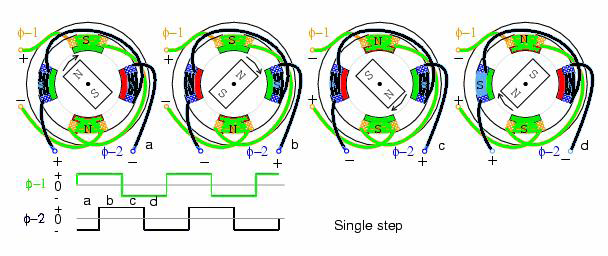 ϕ-1 ϕ-1 ϕ-1 ϕ-1
S S N N
+ + + +
N S N S S N S N
S
− − − −
N N S S
ϕ-2 a ϕ-2 b ϕ-2 c ϕ-2 d
+ − − + − + + −
+
ϕ-1 0
-
a b c d
+
ϕ-2 0
-
Single step